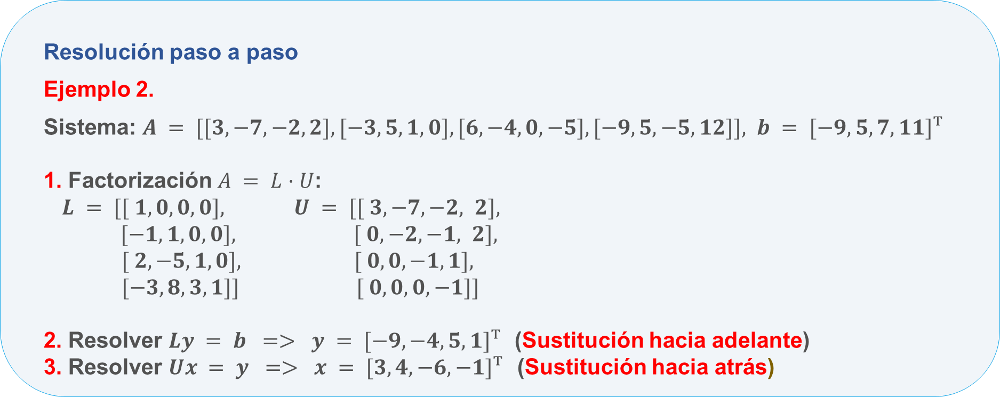 Resolución paso a paso
Ejemplo 2.
Sistema: A = [[3, −7, −2, 2], [−3, 5, 1, 0], [6, −4, 0, −5], [−9, 5, −5, 12]], b = [−9, 5, 7, 11]ᵀ
1. Factorización A = L · U:
L = [[ 1, 0, 0, 0], U = [[ 3, −7, −2, 2],
[−1, 1, 0, 0], [ 0, −2, −1, 2],
[ 2, −5, 1, 0], [ 0, 0, −1, 1],
[−3, 8, 3, 1]] [ 0, 0, 0, −1]]
2. Resolver Ly = b => y = [−9, −4, 5, 1]ᵀ (Sustitución hacia adelante)
3. Resolver Ux = y => x = [3, 4, −6, −1]ᵀ (Sustitución hacia atrás)